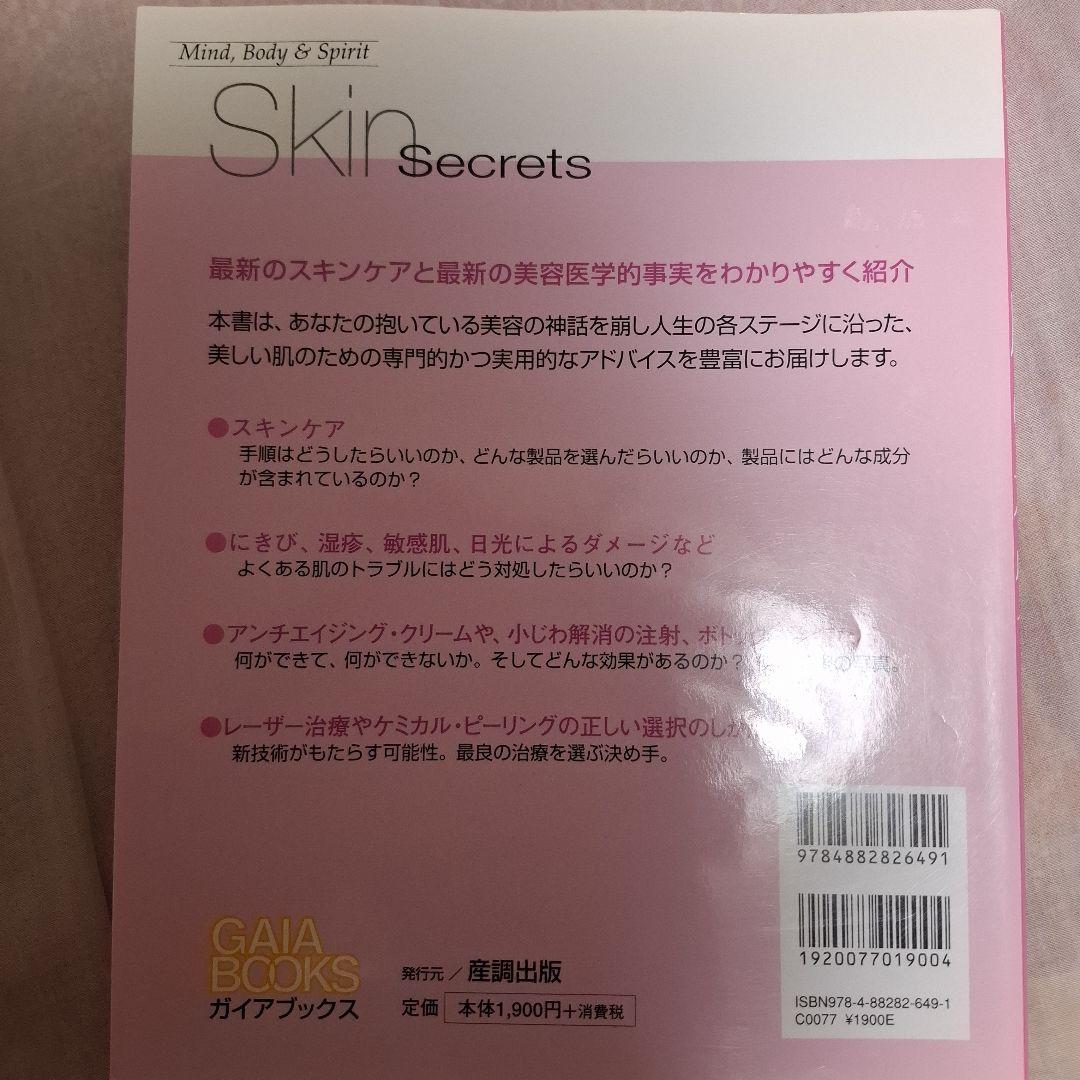 Mind, Body & Spirit
Skin Secrets
最新のスキンケアと最新の美容医学的事実をわかりやすく紹介
本書は、あなたの抱いている美容の神話を崩し人生の各ステージに沿った、
美しい肌のための専門的かつ実用的なアドバイスを豊富にお届けします。
●スキンケア
手順はどうしたらいいのか、どんな製品を選んだらいいのか、製品にはどんな成分
が含まれているのか?
●にきび、湿疹、敏感肌、日光によるダメージなど
よくある肌のトラブルにはどう対処したらいいのか?
●アンチエイジング・クリームや、小じわ解消の注射、ボトッ
何ができて、何ができないか。そしてどんな効果があるのか? の写真。
●レーザー治療やケミカル・ピーリングの正しい選択のしか
新技術がもたらす可能性。最良の治療を選ぶ決め手。
9784882826491
1920077019004
ISBN978-4-88282-649-1
C0077 ¥1900E
GAIA
BOOKS
ガイアブックス
発行元/産調出版
定価 本体1,900円+消費税